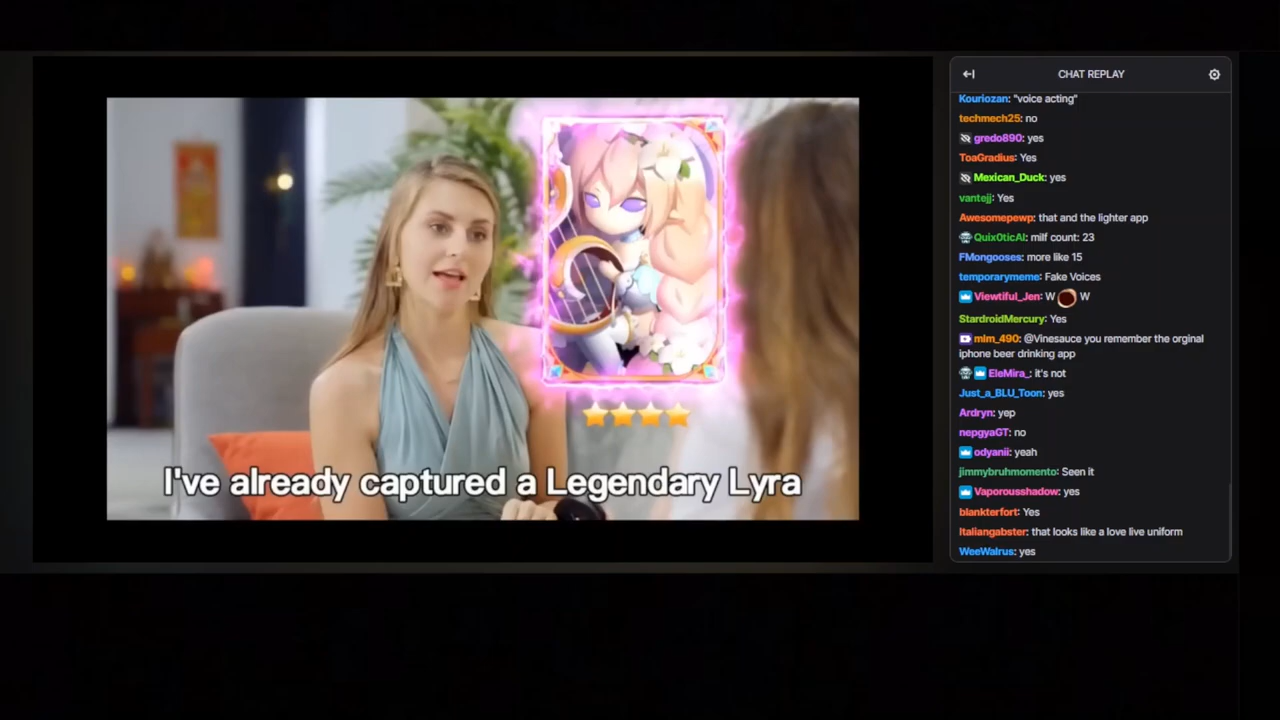 CHAT REPLAY
Kouriozan: "voice acting"
techmech25: no
gredo890: yes
ToaGradius: Yes
Mexican_Duck: yes
vantejj: Yes
Awesomepewp: that and the lighter app
Quix0ticAI: milf count: 23
FMongooses: more like 15
temporarymeme: Fake Voices
Viewtiful_Jen: W W
StardroidMercury: Yes
mlm_490: @Vinesauce you remember the orginal
iphone beer drinking app
EleMira_: it's not
Just_a_BLU_Toon: yes
Ardryn: yep
nepgyaGT: no
odyanii: yeah
jimmybruhmomento: Seen it
Vaporousshadow: yes
blankterfort: Yes
Italiangabster: that looks like a love live uniform
WeeWalrus: yes
I've already captured a Legendary Lyra